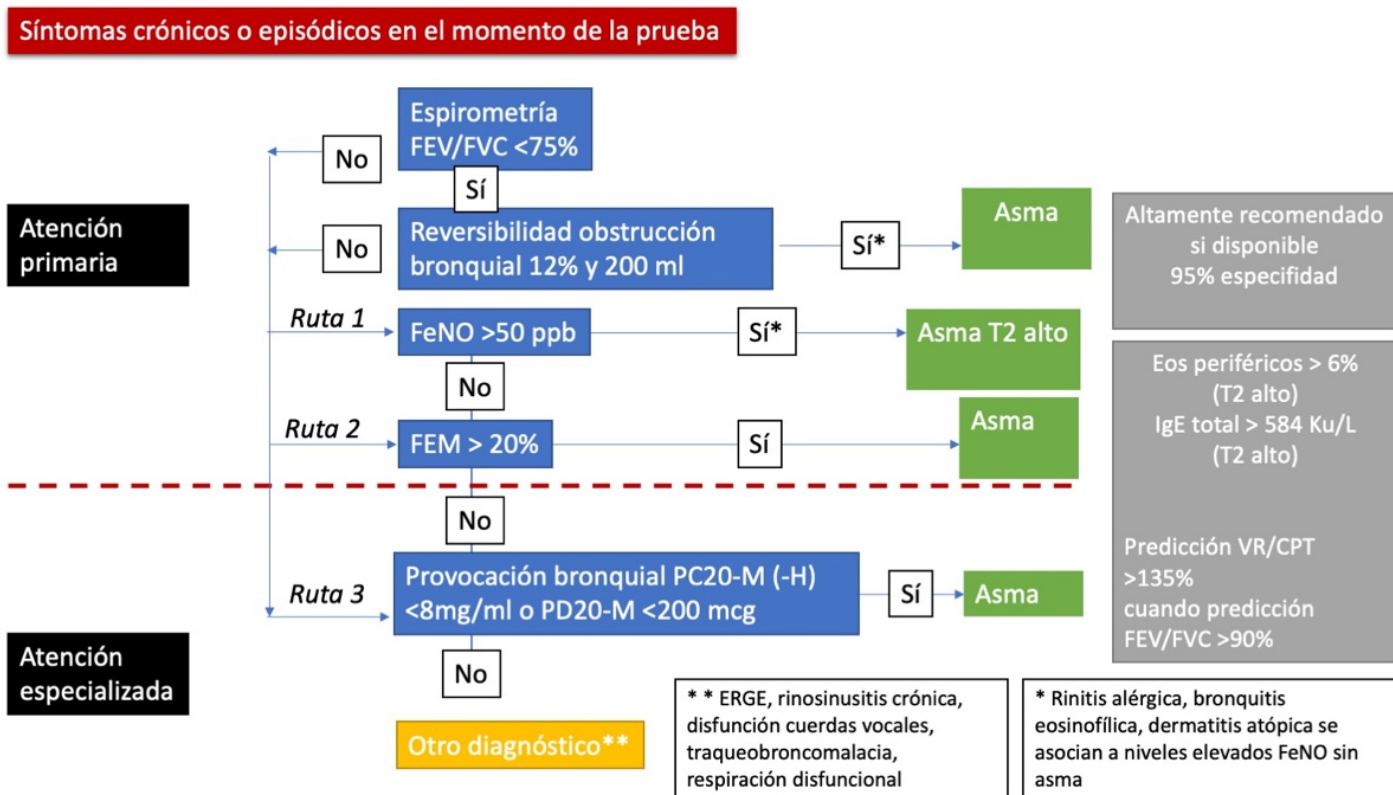 Síntomas crónicos o episódicos en el momento de la prueba
Espirometría
FEV/FVC <75%
No
Sí
Atención
primaria
No
Reversibilidad obstrucción
bronquial 12% y 200 ml
Sí*
Asma
Altamente recomendado
si disponible
95% especifidad
Ruta 1
FeNO >50 ppb
Sí*
Asma T2 alto
No
Ruta 2
FEM > 20%
Sí
Asma
Eos periféricos > 6%
(T2 alto)
IgE total > 584 Ku/L
(T2 alto)
Predicción VR/CPT
>135%
cuando predicción
FEV/FVC >90%
No
Ruta 3
Provocación bronquial PC20-M (-H)
<8mg/ml o PD20-M <200 mcg
Sí
Asma
Atención
especializada
No
Otro diagnóstico**
* * ERGE, rinosinusitis crónica,
disfunción cuerdas vocales,
traqueobroncomalacia,
respiración disfuncional
* Rinitis alérgica, bronquitis
eosinofílica, dermatitis atópica se
asocian a niveles elevados FeNO sin
asma